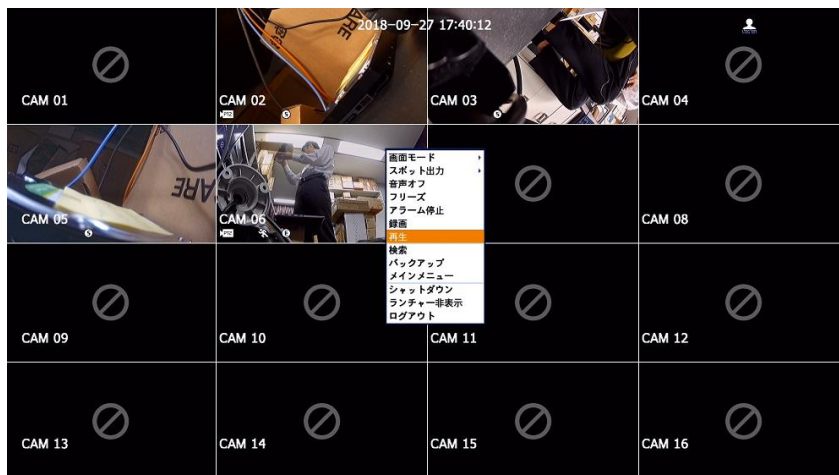 2018-09-27 17:40:12
CAM 01
CAM 02
CAM 03
CAM 04
PTZ
S
S
ARE
CAM 05
CAM 06
CAM 08
S
PTZ
画面モード
スポット出力
音声オフ
フリーズ
アラーム停止
録画
再生
検索
バックアップ
メインメニュー
シャットダウン
ランチャー非表示
ログアウト
CAM 09
CAM 10
CAM 11
CAM 12
CAM 13
CAM 14
CAM 15
CAM 16